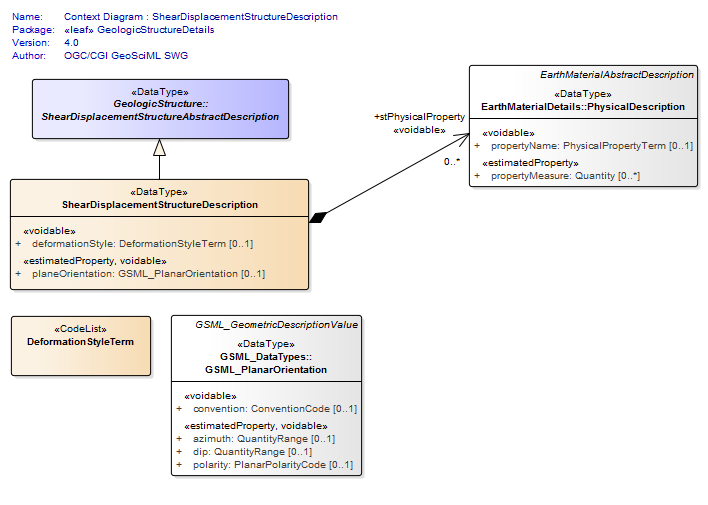 Name: Context Diagram : ShearDisplacementStructureDescription
Package: «leaf» GeologicStructureDetails
Version: 4.0
Author: OGC/CGI GeoSciML SWG
«DataType»
GeologicStructure::
ShearDisplacementStructureAbstractDescription
EarthMaterialAbstractDescription
«DataType»
EarthMaterialDetails::PhysicalDescription
«voidable»
+ propertyName: PhysicalPropertyTerm [0..1]
«estimatedProperty»
+ propertyMeasure: Quantity [0..*]
+stPhysicalProperty
«voidable»
0..*
«DataType»
ShearDisplacementStructureDescription
«voidable»
+ deformationStyle: DeformationStyleTerm [0..1]
«estimatedProperty, voidable»
+ planeOrientation: GSML_PlanarOrientation [0..1]
«CodeList»
DeformationStyleTerm
GSML_GeometricDescriptionValue
«DataType»
GSML_DataTypes::
GSML_PlanarOrientation
«voidable»
+ convention: ConventionCode [0..1]
«estimatedProperty, voidable»
+ azimuth: QuantityRange [0..1]
+ dip: QuantityRange [0..1]
+ polarity: PlanarPolarityCode [0..1]